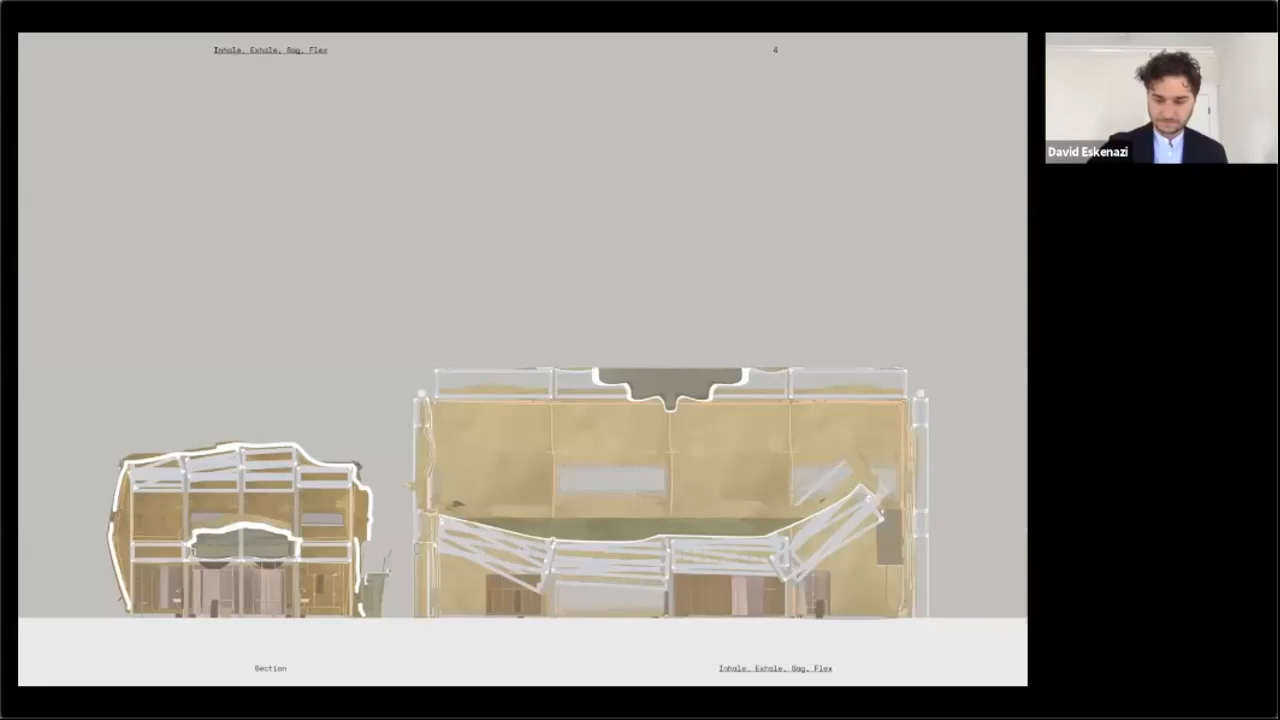 Inhale, Exhale, Sag, Flex
4
David Eskenazi
Section
Inhale, Exhale, Sag, Flex